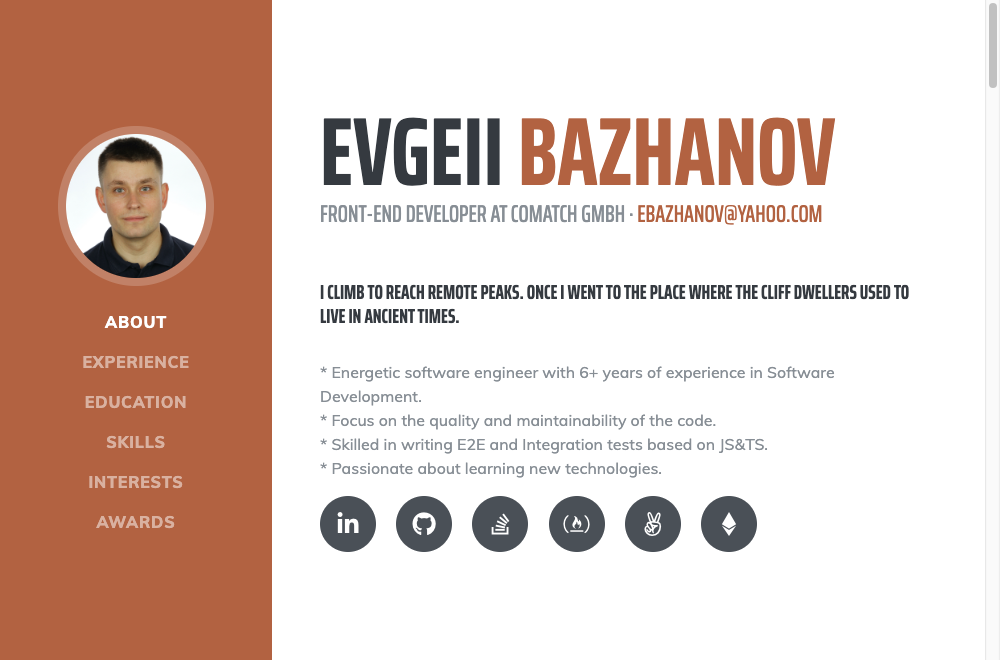 ABOUT
EXPERIENCE
EDUCATION
SKILLS
INTERESTS
AWARDS
EVGEII BAZHANOV
FRONT-END DEVELOPER AT COMATCH GMBH · EBAZHANOV@YAHOO.COM
I CLIMB TO REACH REMOTE PEAKS. ONCE I WENT TO THE PLACE WHERE THE CLIFF DWELLERS USED TO
LIVE IN ANCIENT TIMES.
* Energetic software engineer with 6+ years of experience in Software
Development.
* Focus on the quality and maintainability of the code.
* Skilled in writing E2E and Integration tests based on JS&TS.
* Passionate about learning new technologies.
in